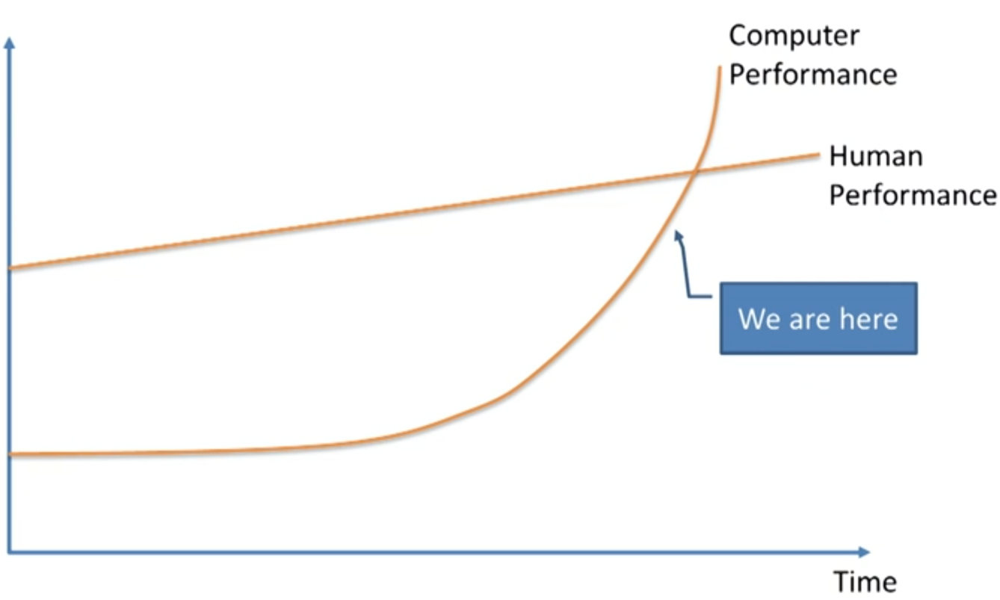 Computer
Performance
Human
Performance
We are here
Time